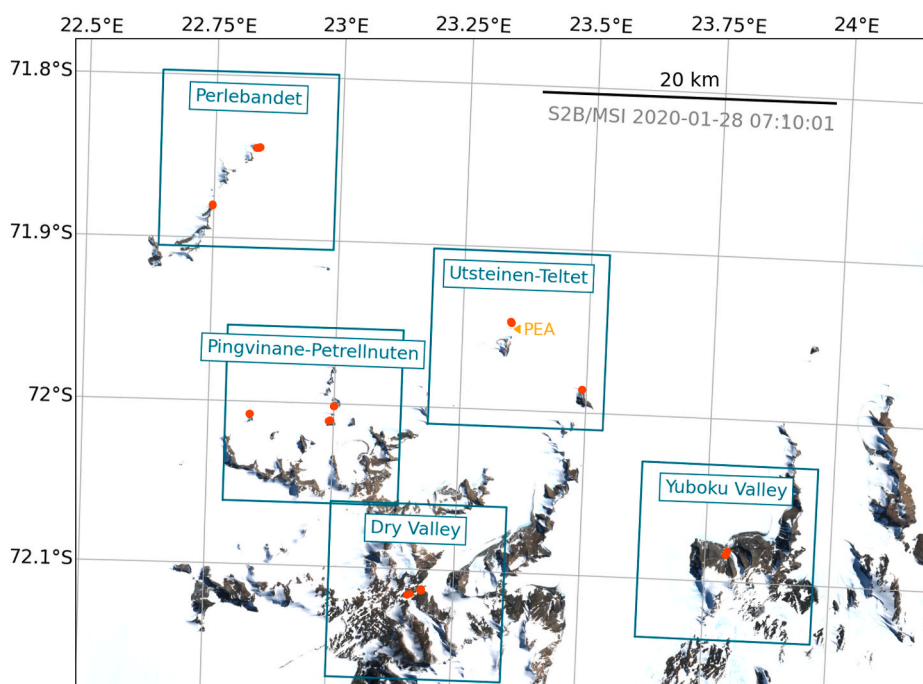 22.5°E 22.75°E 23°E 23.25°E 23.5°E 23.75°E 24°E
71.8°S
20 km
Perlebandet
S2B/MSI 2020-01-28 07:10:01
71.9°S
Utsteinen-Teltet
PEA
Pingvinane-Petrellnuten
72°S
Yuboku Valley
Dry Valley
72.1°S